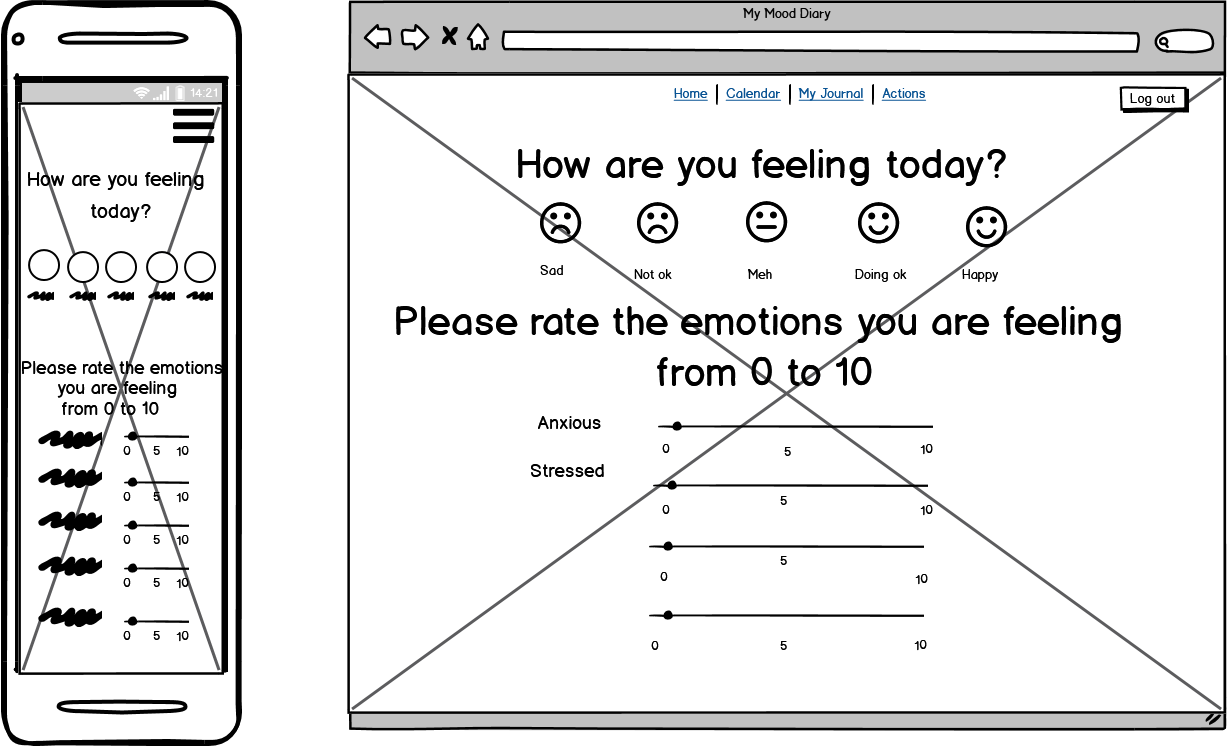 14:21
How are you feeling
today?
Please rate the emotions
you are feeling
from 0 to 10
0 5 10
0 5 10
0 5 10
0 5 10
0 5 10
My Mood Diary
Home Calendar My Journal Actions
Log out
How are you feeling today?
Sad Not ok Meh Doing ok Happy
Please rate the emotions you are feeling
from 0 to 10
Anxious
0 5 10
Stressed
0 5 10
0 5 10
0 5 10